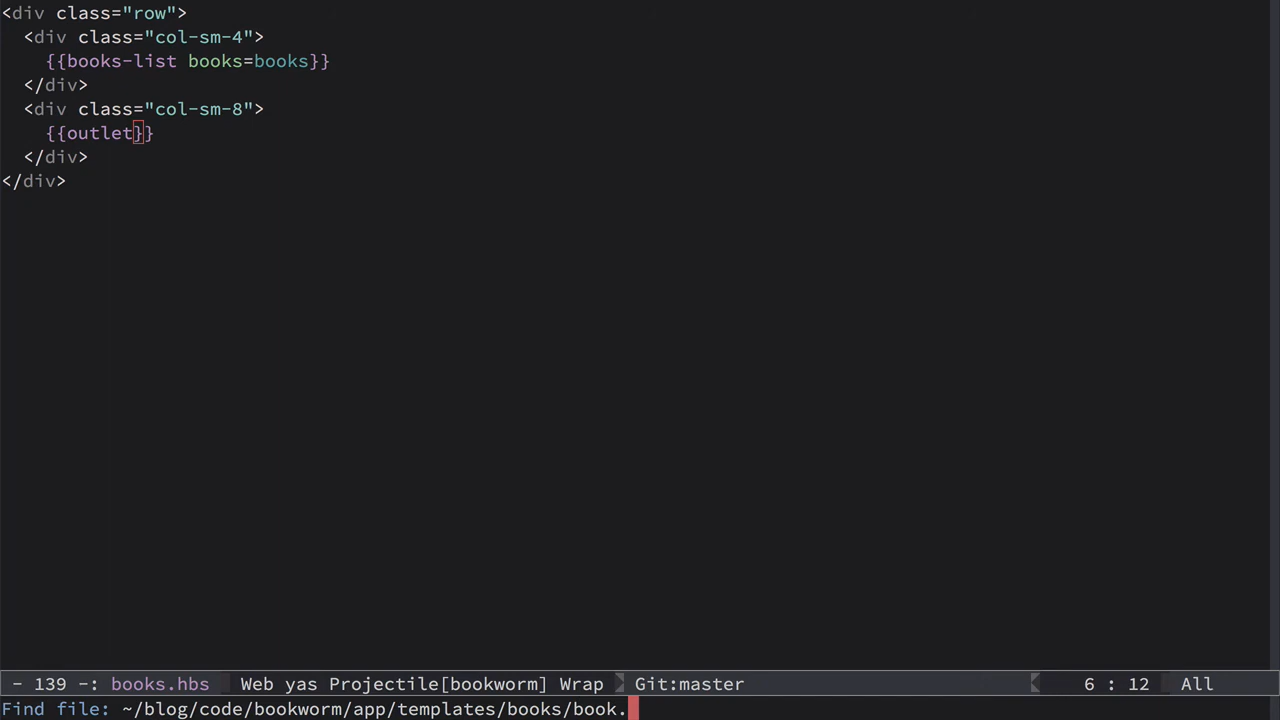 <div class="row">
  <div class="col-sm-4">
    {{books-list books=books}}
  </div>
  <div class="col-sm-8">
    {{outlet}}
  </div>
</div>
- 139 -: books.hbs Web yas Projectile[bookworm] Wrap Git:master 6 : 12 All
Find file: ~/blog/code/bookworm/app/templates/books/book.